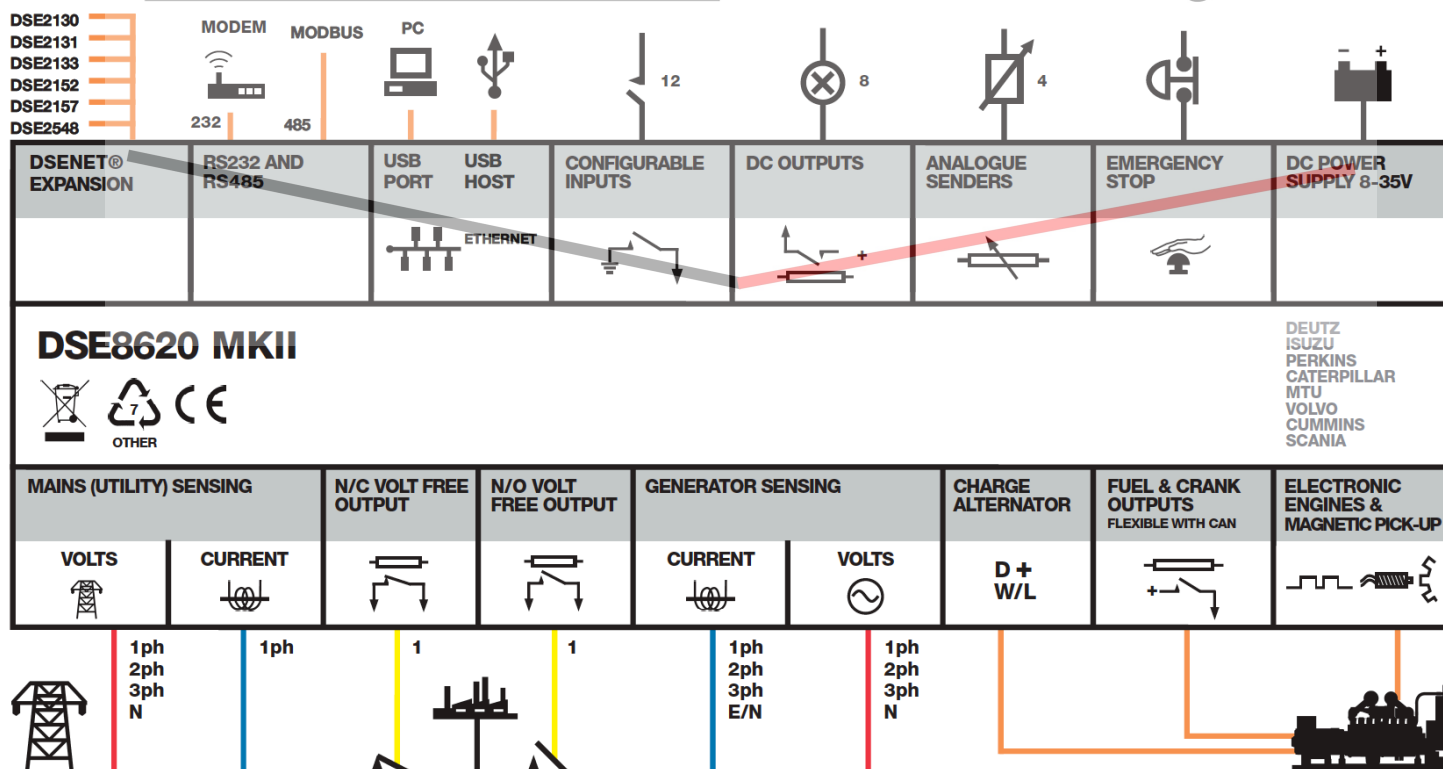 DSE2130
DSE2131
DSE2133
DSE2152
DSE2157
DSE2548
MODEM
MODBUS
PC
232
485
12
8
4
- +
DSENET®
EXPANSION
RS232 AND
RS485
USB
PORT
USB
HOST
CONFIGURABLE
INPUTS
DC OUTPUTS
ANALOGUE
SENDERS
EMERGENCY
STOP
DC POWER
SUPPLY 8-35V
ETHERNET
+
DSE8620 MKII
7
OTHER
CE
DEUTZ
ISUZU
PERKINS
CATERPILLAR
MTU
VOLVO
CUMMINS
SCANIA
MAINS (UTILITY) SENSING
N/C VOLT FREE
OUTPUT
N/O VOLT
FREE OUTPUT
GENERATOR SENSING
CHARGE
ALTERNATOR
FUEL & CRANK
OUTPUTS
FLEXIBLE WITH CAN
ELECTRONIC
ENGINES &
MAGNETIC PICK-UP
VOLTS
CURRENT
CURRENT
VOLTS
D +
W/L
+
1ph
2ph
3ph
N
1ph
1
1
1ph
2ph
3ph
E/N
1ph
2ph
3ph
N